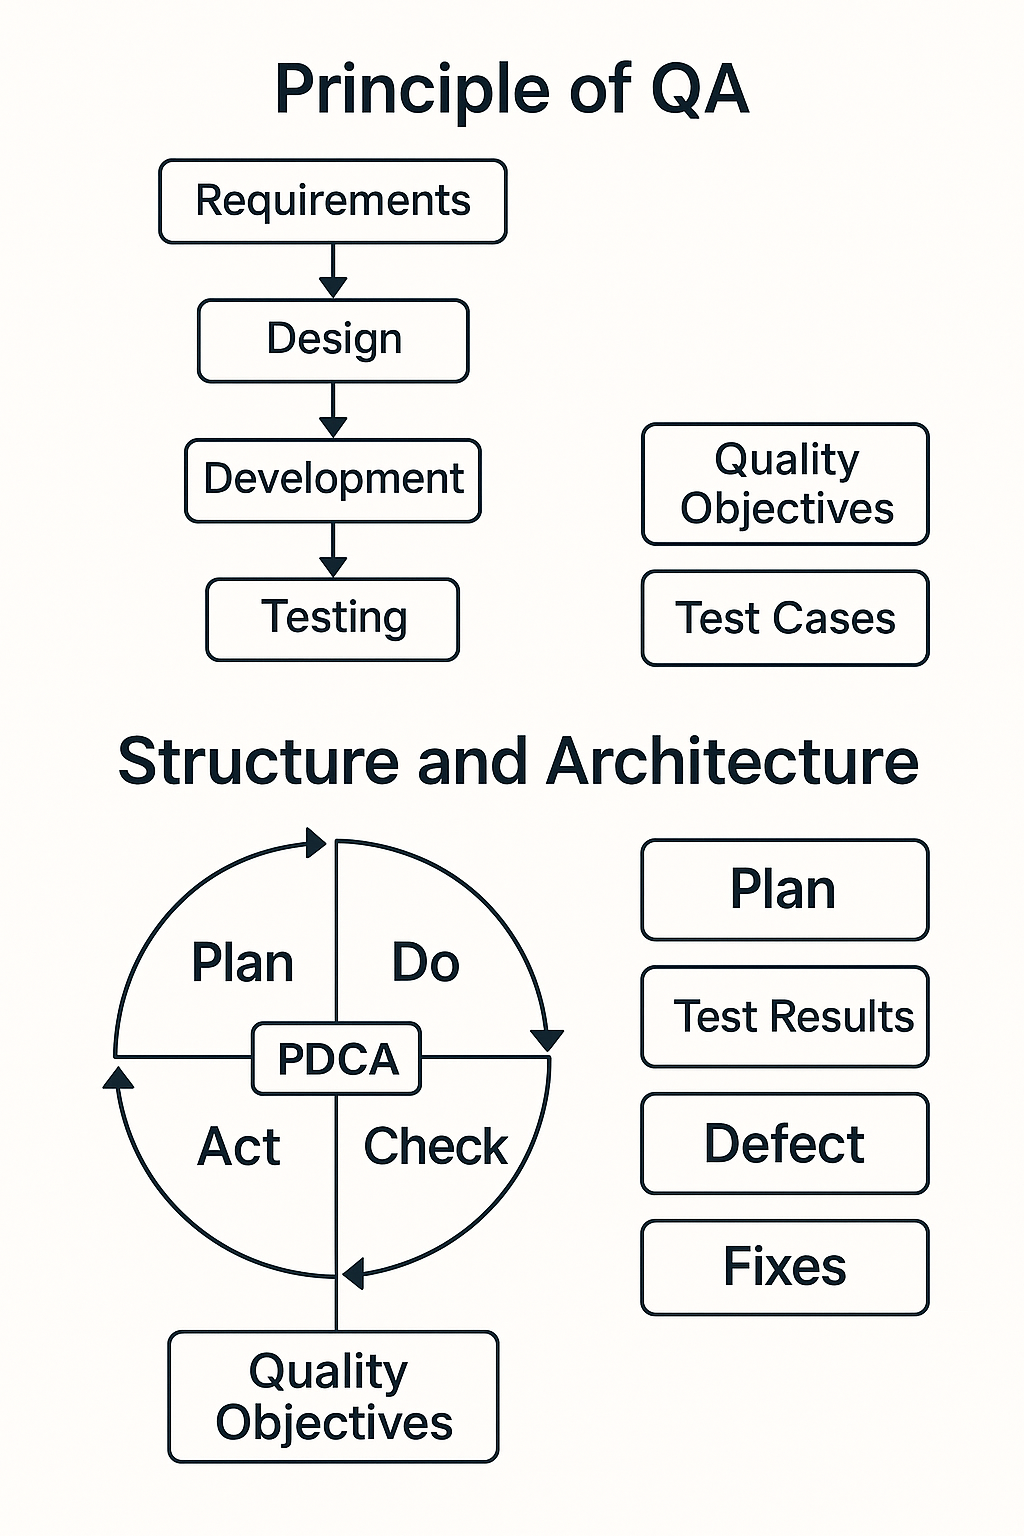 Principle of QA
Requirements
Design
Development
Testing
Quality
Objectives
Test Cases
Structure and Architecture
Plan
Do
PDCA
Act
Check
Quality
Objectives
Plan
Test Results
Defect
Fixes